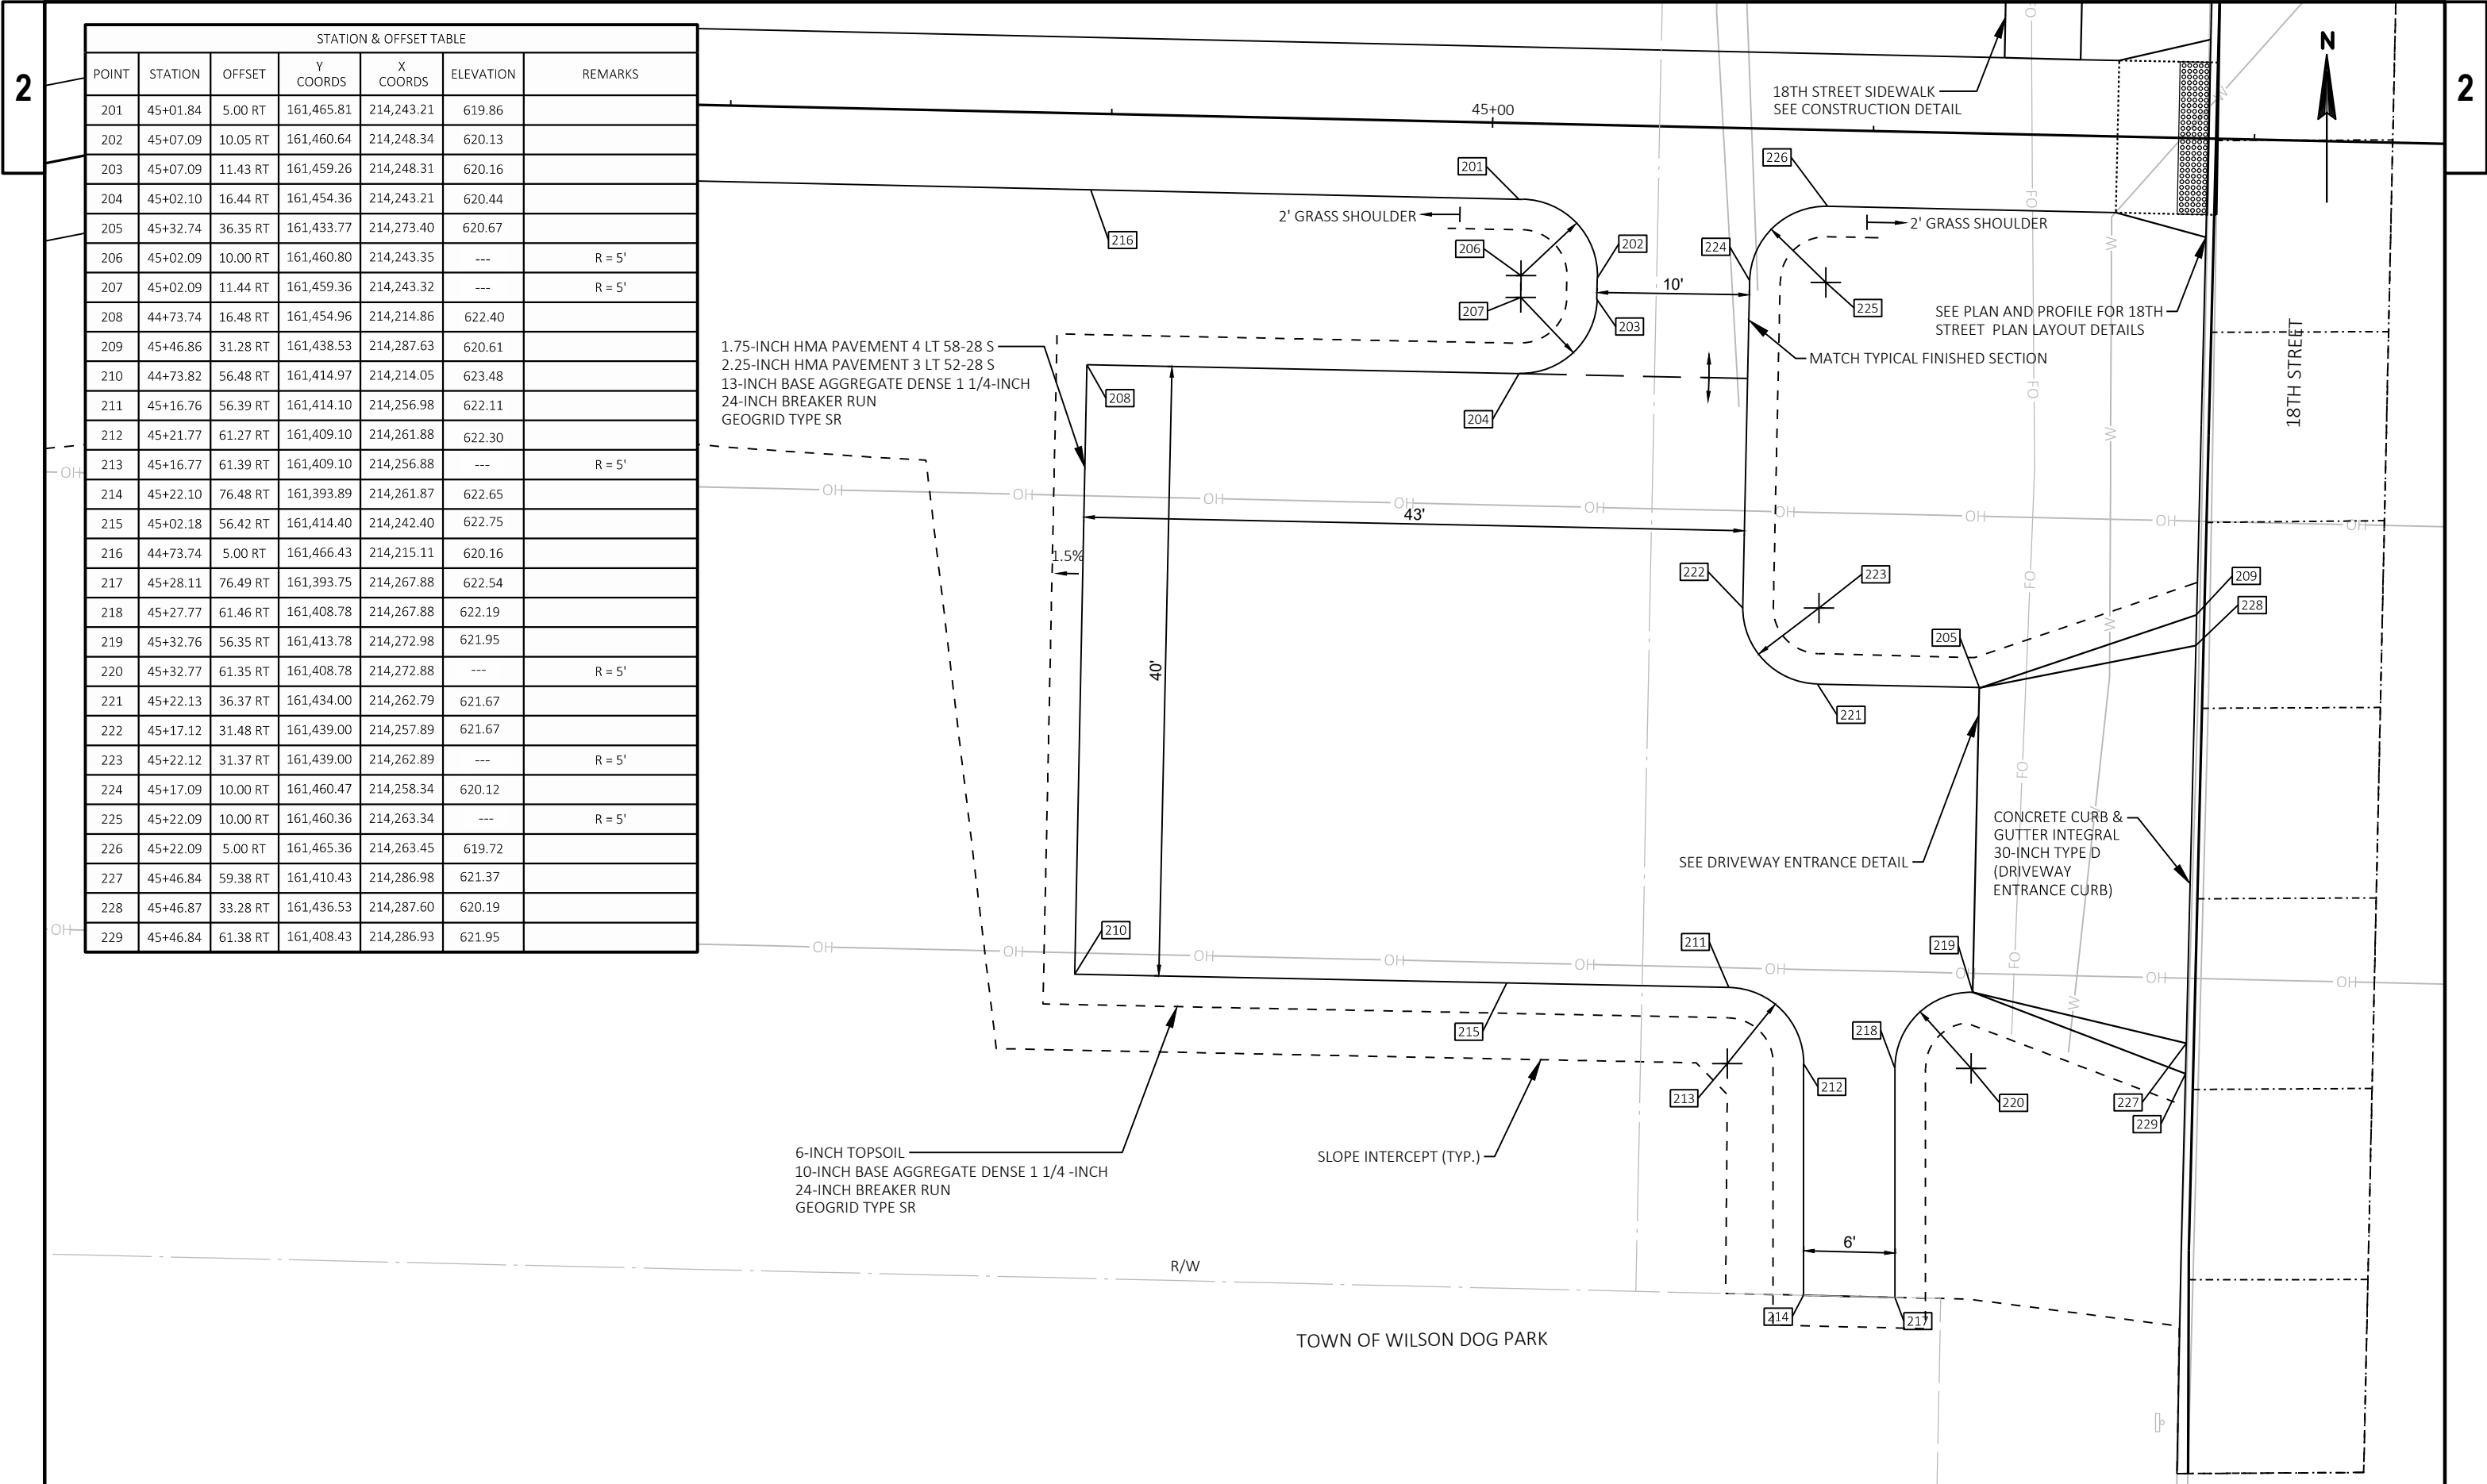 2
2
STATION & OFFSET TABLE
POINT STATION OFFSET Y COORDS X COORDS ELEVATION REMARKS
201 45+01.84 5.00 RT 161,465.81 214,243.21 619.86
202 45+07.09 10.05 RT 161,460.64 214,248.34 620.13
203 45+07.09 11.43 RT 161,459.26 214,248.31 620.16
204 45+02.10 16.44 RT 161,454.36 214,243.21 620.44
205 45+32.74 36.35 RT 161,433.77 214,273.40 620.67
206 45+02.09 10.00 RT 161,460.80 214,243.35 --- R = 5'
207 45+02.09 11.44 RT 161,459.36 214,243.32 --- R = 5'
208 44+73.74 16.48 RT 161,454.96 214,214.86 622.40
209 45+46.86 31.28 RT 161,438.53 214,287.63 620.61
210 44+73.82 56.48 RT 161,414.97 214,214.05 623.48
211 45+16.76 56.39 RT 161,414.10 214,256.98 622.11
212 45+21.77 61.27 RT 161,409.10 214,261.88 622.30
213 45+16.77 61.39 RT 161,409.10 214,256.88 --- R = 5'
214 45+22.10 76.48 RT 161,393.89 214,261.87 622.65
215 45+02.18 56.42 RT 161,414.40 214,242.40 622.75
216 44+73.74 5.00 RT 161,466.43 214,215.11 620.16
217 45+28.11 76.49 RT 161,393.75 214,267.88 622.54
218 45+27.77 61.46 RT 161,408.78 214,267.88 622.19
219 45+32.76 56.35 RT 161,413.78 214,272.98 621.95
220 45+32.77 61.35 RT 161,408.78 214,272.88 --- R = 5'
221 45+22.13 36.37 RT 161,434.00 214,262.79 621.67
222 45+17.12 31.48 RT 161,439.00 214,257.89 621.67
223 45+22.12 31.37 RT 161,439.00 214,262.89 --- R = 5'
224 45+17.09 10.00 RT 161,460.47 214,258.34 620.12
225 45+22.09 10.00 RT 161,460.36 214,263.34 --- R = 5'
226 45+22.09 5.00 RT 161,465.36 214,263.45 619.72
227 45+46.84 59.38 RT 161,410.43 214,286.98 621.37
228 45+46.87 33.28 RT 161,436.53 214,287.60 620.19
229 45+46.84 61.38 RT 161,408.43 214,286.93 621.95
N
18TH STREET SIDEWALK
SEE CONSTRUCTION DETAIL
45+00
201
226
2' GRASS SHOULDER
2' GRASS SHOULDER
216
206
202
224
10'
225
207
203
SEE PLAN AND PROFILE FOR 18TH
STREET PLAN LAYOUT DETAILS
MATCH TYPICAL FINISHED SECTION
18TH STREET
1.75-INCH HMA PAVEMENT 4 LT 58-28 S
2.25-INCH HMA PAVEMENT 3 LT 52-28 S
13-INCH BASE AGGREGATE DENSE 1 1/4-INCH
24-INCH BREAKER RUN
GEOGRID TYPE SR
208
204
OH
OH OH OH OH OH OH OH OH OH
43'
1.5%
222
223
209
228
205
40'
221
FO
FO
FO
FO
FO
FO
W
W
W
W
W
W
CONCRETE CURB &
GUTTER INTEGRAL
30-INCH TYPE D
(DRIVEWAY
ENTRANCE CURB)
SEE DRIVEWAY ENTRANCE DETAIL
210
211
219
OH
OH OH OH OH OH OH O OH OH
215
218
212
213
220
227
229
6-INCH TOPSOIL
10-INCH BASE AGGREGATE DENSE 1 1/4 -INCH
24-INCH BREAKER RUN
GEOGRID TYPE SR
SLOPE INTERCEPT (TYP.)
6'
R/W
214
217
TOWN OF WILSON DOG PARK